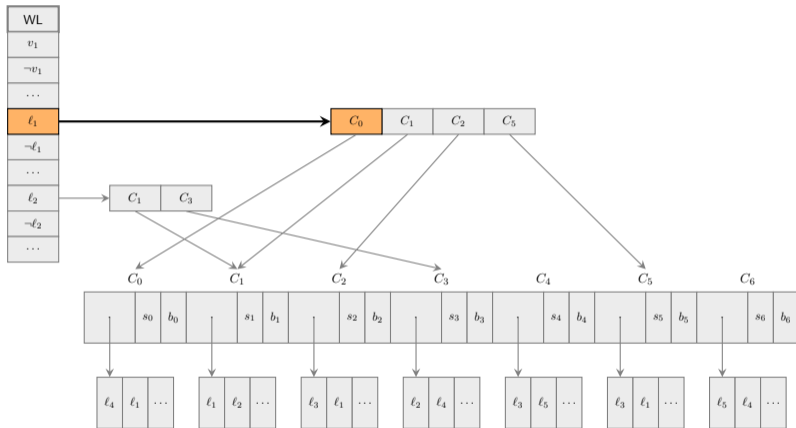 WL
v₁
¬v₁
⋯
ℓ₁ C₀ C₁ C₂ C₅
¬ℓ₁
⋯
ℓ₂ C₁ C₃
¬ℓ₂
⋯
C₀ C₁ C₂ C₃ C₄ C₅ C₆
s₀ b₀ s₁ b₁ s₂ b₂ s₃ b₃ s₄ b₄ s₅ b₅ s₆ b₆
ℓ₄ ℓ₁ ⋯ ℓ₁ ℓ₂ ⋯ ℓ₃ ℓ₁ ⋯ ℓ₂ ℓ₄ ⋯ ℓ₃ ℓ₅ ⋯ ℓ₃ ℓ₁ ⋯ ℓ₅ ℓ₄ ⋯